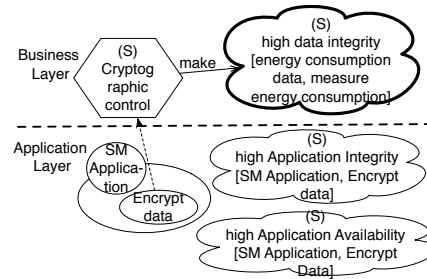 Business
Layer
(S)
Cryptog
raphic
control
make
(S)
high data integrity
[energy consumption
data, measure
energy consumption]
Application
Layer
SM
Applica-
tion
Encrypt
data
(S)
high Application Integrity
[SM Application, Encrypt
data]
(S)
high Application Availability
[SM Application, Encrypt
Data]